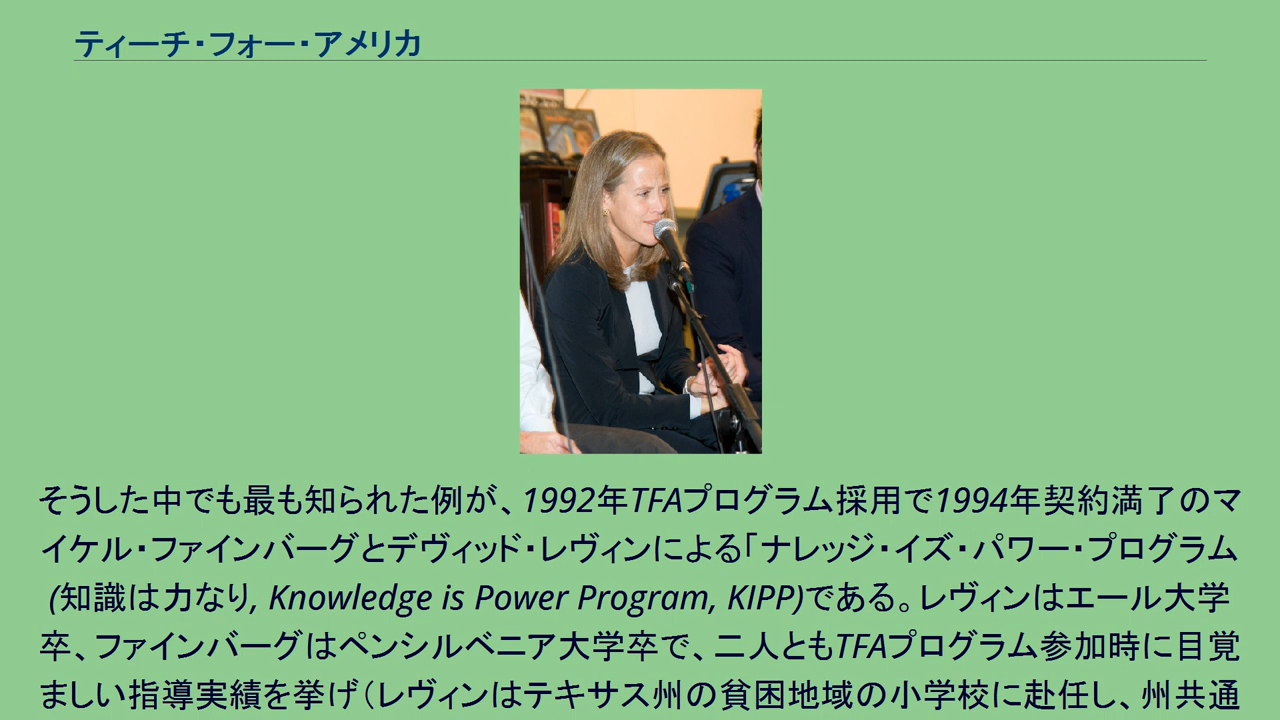 ティーチ・フォー・アメリカ
そうした中でも最も知られた例が、1992年TFAプログラム採用で1994年契約満了のマ
イケル・ファインバーグとデヴィッド・レヴィンによる「ナレッジ・イズ・パワー・プログラム
(知識は力なり, Knowledge is Power Program, KIPP)である。レヴィンはエール大学
卒、ファインバーグはペンシルベニア大学卒で、二人ともTFAプログラム参加時に目覚
ましい指導実績を挙げ（レヴィンはテキサス州の貧困地域の小学校に赴任し、州共通